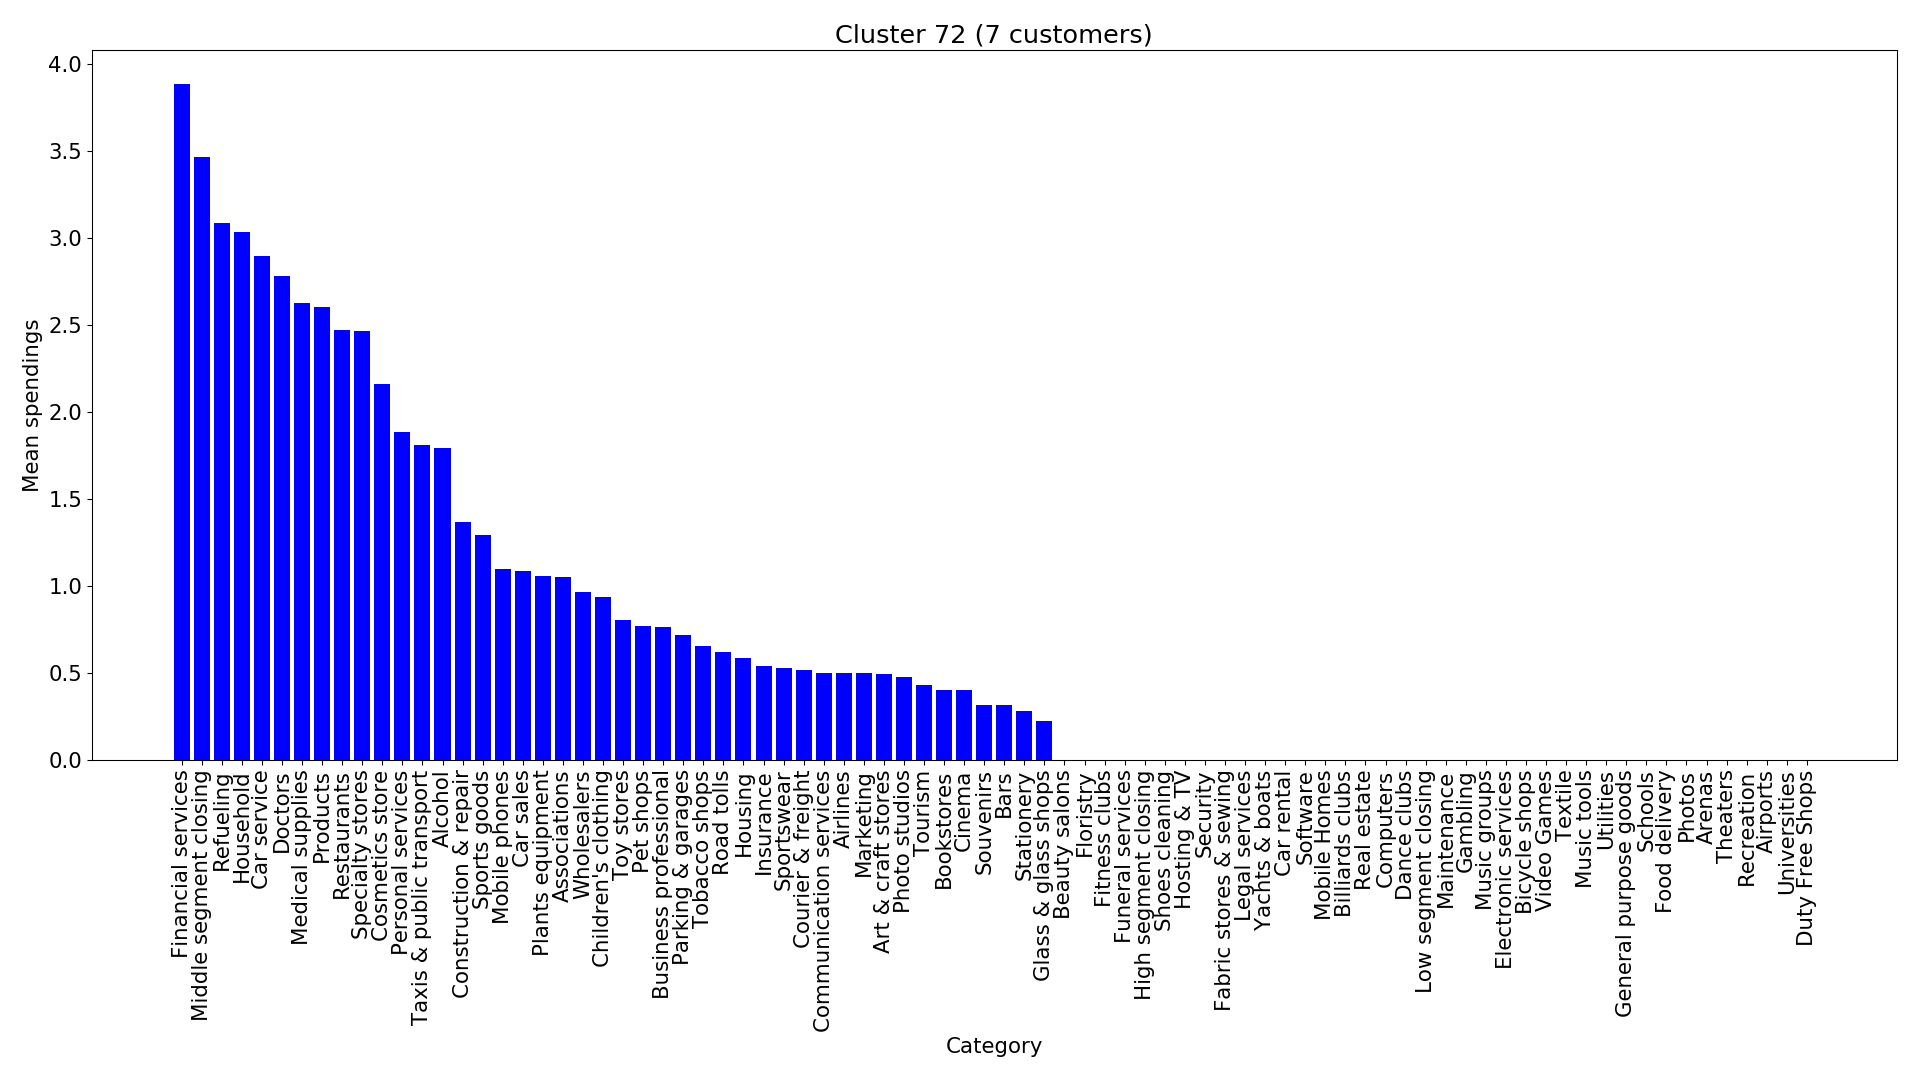 Cluster 72 (7 customers)
Mean spendings
4.0
3.5
3.0
2.5
2.0
1.5
1.0
0.5
0.0
Financial services
Middle segment closing
Refueling
Household
Car service
Doctors
Medical supplies
Products
Restaurants
Specialty stores
Cosmetics store
Personal services
Taxis & public transport
Alcohol
Construction & repair
Sports goods
Mobile phones
Car sales
Plants equipment
Associations
Wholesalers
Children's clothing
Toy stores
Pet shops
Business professional
Parking & garages
Tobacco shops
Road tolls
Housing
Insurance
Sportswear
Courier & freight
Communication services
Airlines
Marketing
Art & craft stores
Photo studios
Tourism
Bookstores
Cinema
Souvenirs
Bars
Stationery
Glass & glass shops
Beauty salons
Floristry
Fitness clubs
Funeral services
High segment closing
Shoes cleaning
Hosting & TV
Security
Fabric stores & sewing
Legal services
Yachts & boats
Car rental
Software
Mobile Homes
Billiards clubs
Real estate
Computers
Dance clubs
Low segment closing
Maintenance
Gambling
Music groups
Electronic services
Bicycle shops
Video Games
Textile
Music tools
Utilities
General purpose goods
Schools
Food delivery
Photos
Arenas
Theaters
Recreation
Airports
Universities
Duty Free Shops
Category